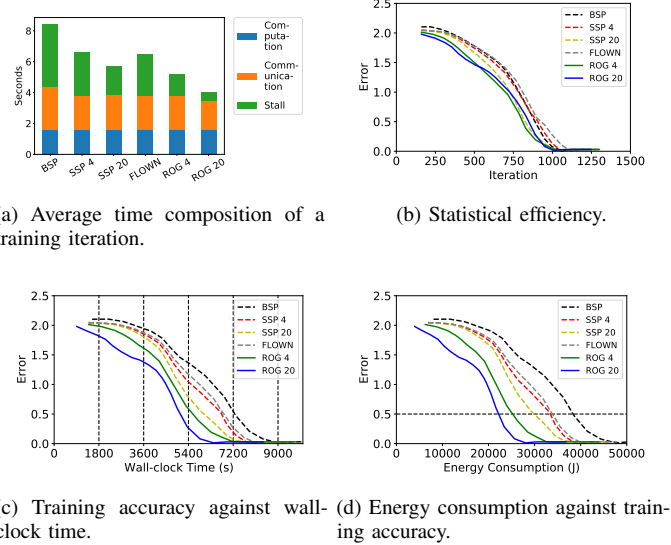 8
6
4
2
0
Seconds
BSP
SSP 4
SSP 20
FLOWN
ROG 4
ROG 20
Com-
puta-
tion
Comm-
unica-
tion
Stall
2.5
2.0
1.5
1.0
0.5
0.0
Error
0 250 500 750 1000 1250 1500
Iteration
BSP
SSP 4
SSP 20
FLOWN
ROG 4
ROG 20
a) Average time composition of a
training iteration.
(b) Statistical efficiency.
2.5
2.0
1.5
1.0
0.5
0.0
Error
0 1800 3600 5400 7200 9000
Wall-clock Time (s)
BSP
SSP 4
SSP 20
FLOWN
ROG 4
ROG 20
2.5
2.0
1.5
1.0
0.5
0.0
Error
0 10000 20000 30000 40000 50000
Energy Consumption (J)
BSP
SSP 4
SSP 20
FLOWN
ROG 4
ROG 20
c) Training accuracy against wall-
clock time.
(d) Energy consumption against train-
ing accuracy.